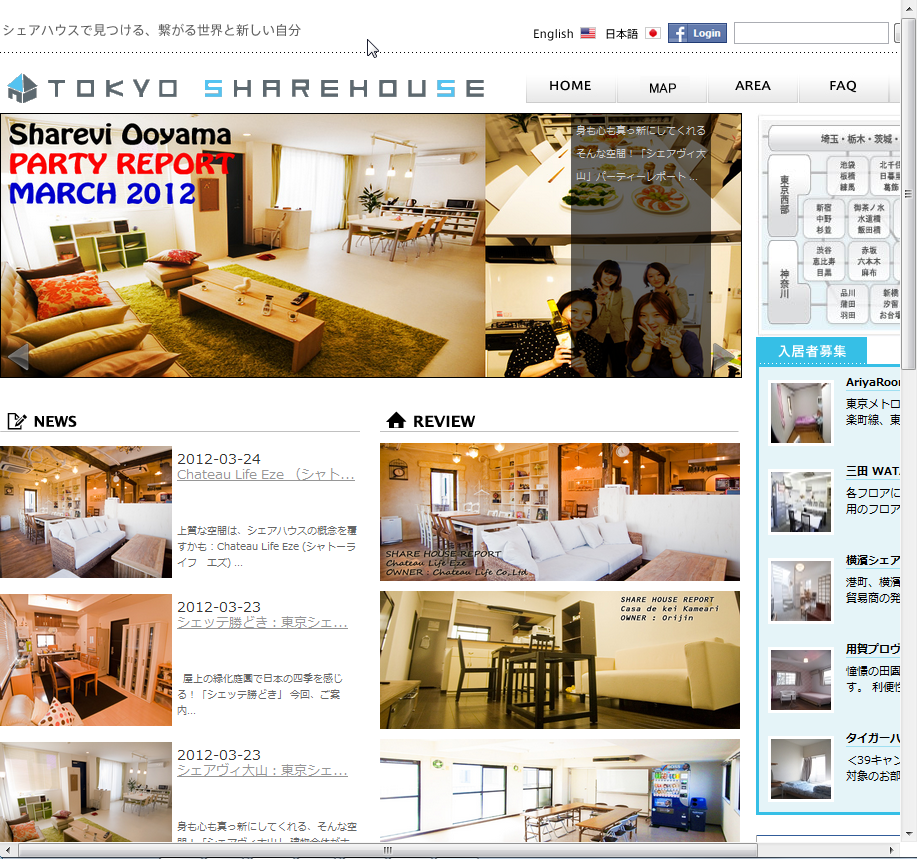 シェアハウスで見つける、繋がる世界と新しい自分
English 日本語 f Login
TOKYO SHAREHOUSE
HOME MAP AREA FAQ
Sharevi Ooyama
PARTY REPORT
MARCH 2012
身も心も真っ新にしてくれる
そんな空間！「シェアヴィ大
山」パーティーレポート ...
埼玉・栃木・茨城・
東京西部
神奈川
池袋
板橋
練馬
日暮里
葛飾
新宿
中野
杉並
御茶ノ水
水道橋
飯田橋
渋谷
恵比寿
目黒
赤坂
六本木
麻布
品川
蒲田
羽田
新橋
汐留
お台場
入居者募集
AriyaRoom
東京メトロ
楽町線、東
三田 WAT
各フロアに
用のフロア
横濱シェア
港町、横濱
貿易商の発
用賀プロヴ
憧憬の田園
す。 利便性
タイガーハ
<39キャン
対象のお部
NEWS
2012-03-24
Chateau Life Eze （シャト...
上質な空間は、シェアハウスの概念を覆
すかも：Chateau Life Eze (シャトーラ
イフ　エズ) ...
2012-03-23
シェッテ勝どき：東京シェ...
屋上の緑化庭園で日本の四季を感じ
る！「シェッテ勝どき」 今回、ご案
内...
2012-03-23
シェアヴィ大山：東京シェ...
身も心も真っ新にしてくれる、そんな空
REVIEW
SHARE HOUSE REPORT
Chateau Life Eze
OWNER : Chateau Life Co,Ltd
SHARE HOUSE REPORT
Casa de kei Kameari
OWNER : Orijin